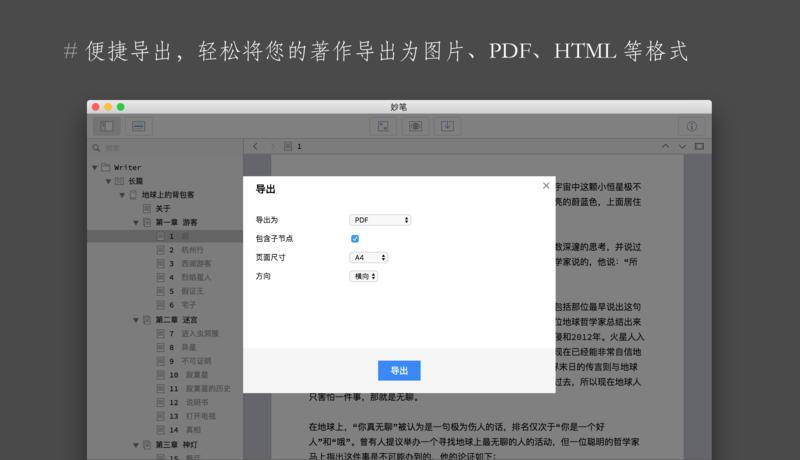 # 便捷导出，轻松将您的著作导出为图片、PDF、HTML 等格式
妙笔
搜索
1
Writer
长篇
地球上的背包客
关于
第一章 游客
1
2 杭州行
3 西湖游客
4 烈焰星人
5 假证王
6 宅子
第二章 迷宫
7 进入虫洞服
8 异星
9 不可证明
10 寂寞星
11 寂寞星的历史
12 说明书
13 打开电视
14 真相
第三章 神灯
15
导出
导出为 PDF
包含子节点
页面尺寸 A4
方向 横向
导出
宇宙中这颗小恒星极不
亮的蔚蓝色，上面居住
数深邃的思考，并说过
学家说的，他说：“所
包括那位最早说出这句
位地球哲学家总结出来
和2012年。火星人入
现在已经能非常自信地
末日的传言则与地球
过去，所以现在地球人
只害怕一件事，那就是无聊。
在地球上，“你真无聊”被认为是一句极为伤人的话，排名仅次于“你是一个好
人”和“哦”。曾有人提议举办一个寻找地球上最无聊的人的活动，但一位聪明的哲学家
马上指出这件事是不可能办到的，他的论证如下：